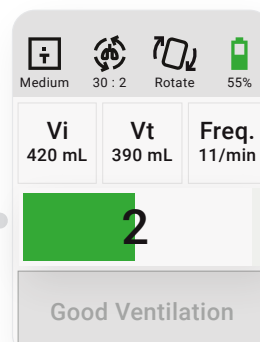 Medium 30 : 2 Rotate 55%
Vi Vt Freq.
420 mL 390 mL 11/min
2
Good Ventilation